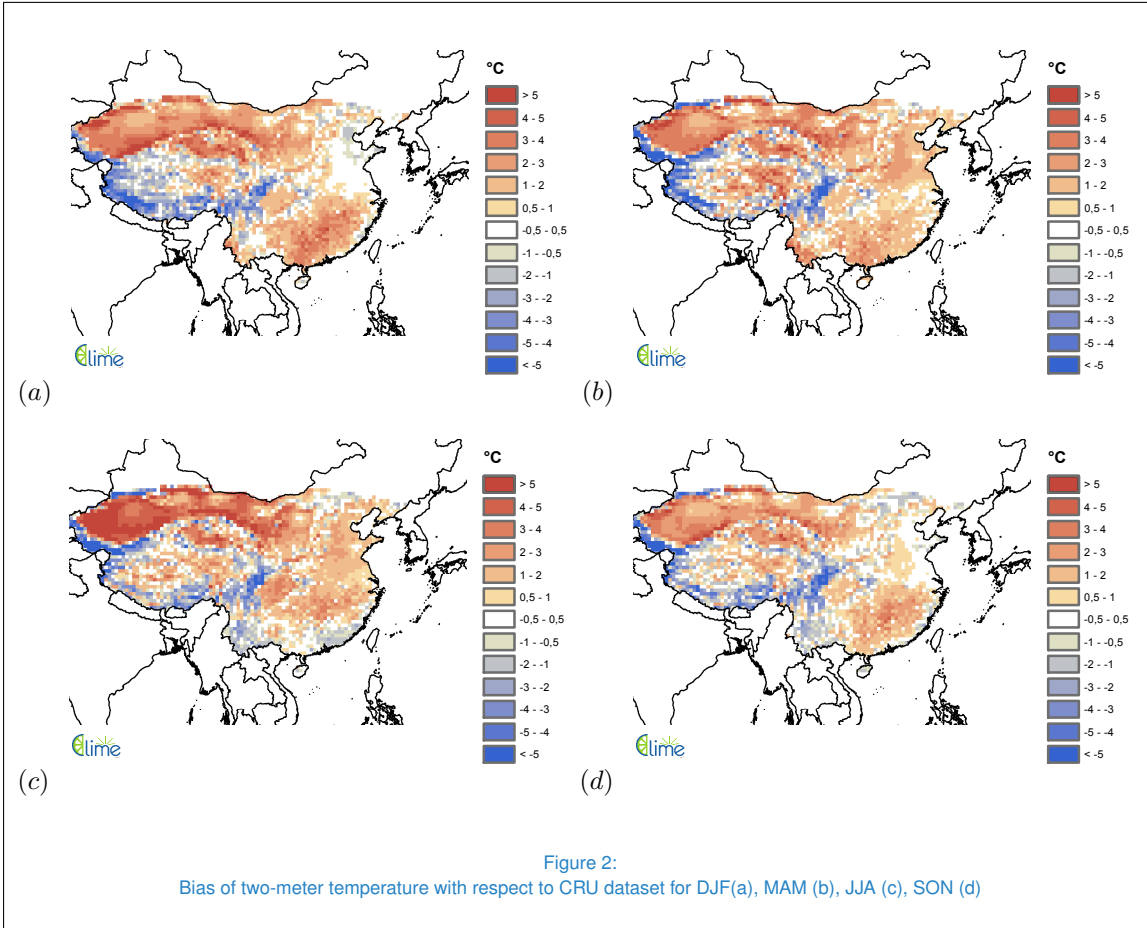 °C
> 5
4 - 5
3 - 4
2 - 3
1 - 2
0,5 - 1
-0,5 - 0,5
-1 - -0,5
-2 - -1
-3 - -2
-4 - -3
-5 - -4
< -5
Clime
(a)
°C
> 5
4 - 5
3 - 4
2 - 3
1 - 2
0,5 - 1
-0,5 - 0,5
-1 - -0,5
-2 - -1
-3 - -2
-4 - -3
-5 - -4
< -5
Clime
(b)
°C
> 5
4 - 5
3 - 4
2 - 3
1 - 2
0,5 - 1
-0,5 - 0,5
-1 - -0,5
-2 - -1
-3 - -2
-4 - -3
-5 - -4
< -5
Clime
(c)
°C
> 5
4 - 5
3 - 4
2 - 3
1 - 2
0,5 - 1
-0,5 - 0,5
-1 - -0,5
-2 - -1
-3 - -2
-4 - -3
-5 - -4
< -5
Clime
(d)
Figure 2:
Bias of two-meter temperature with respect to CRU dataset for DJF(a), MAM (b), JJA (c), SON (d)